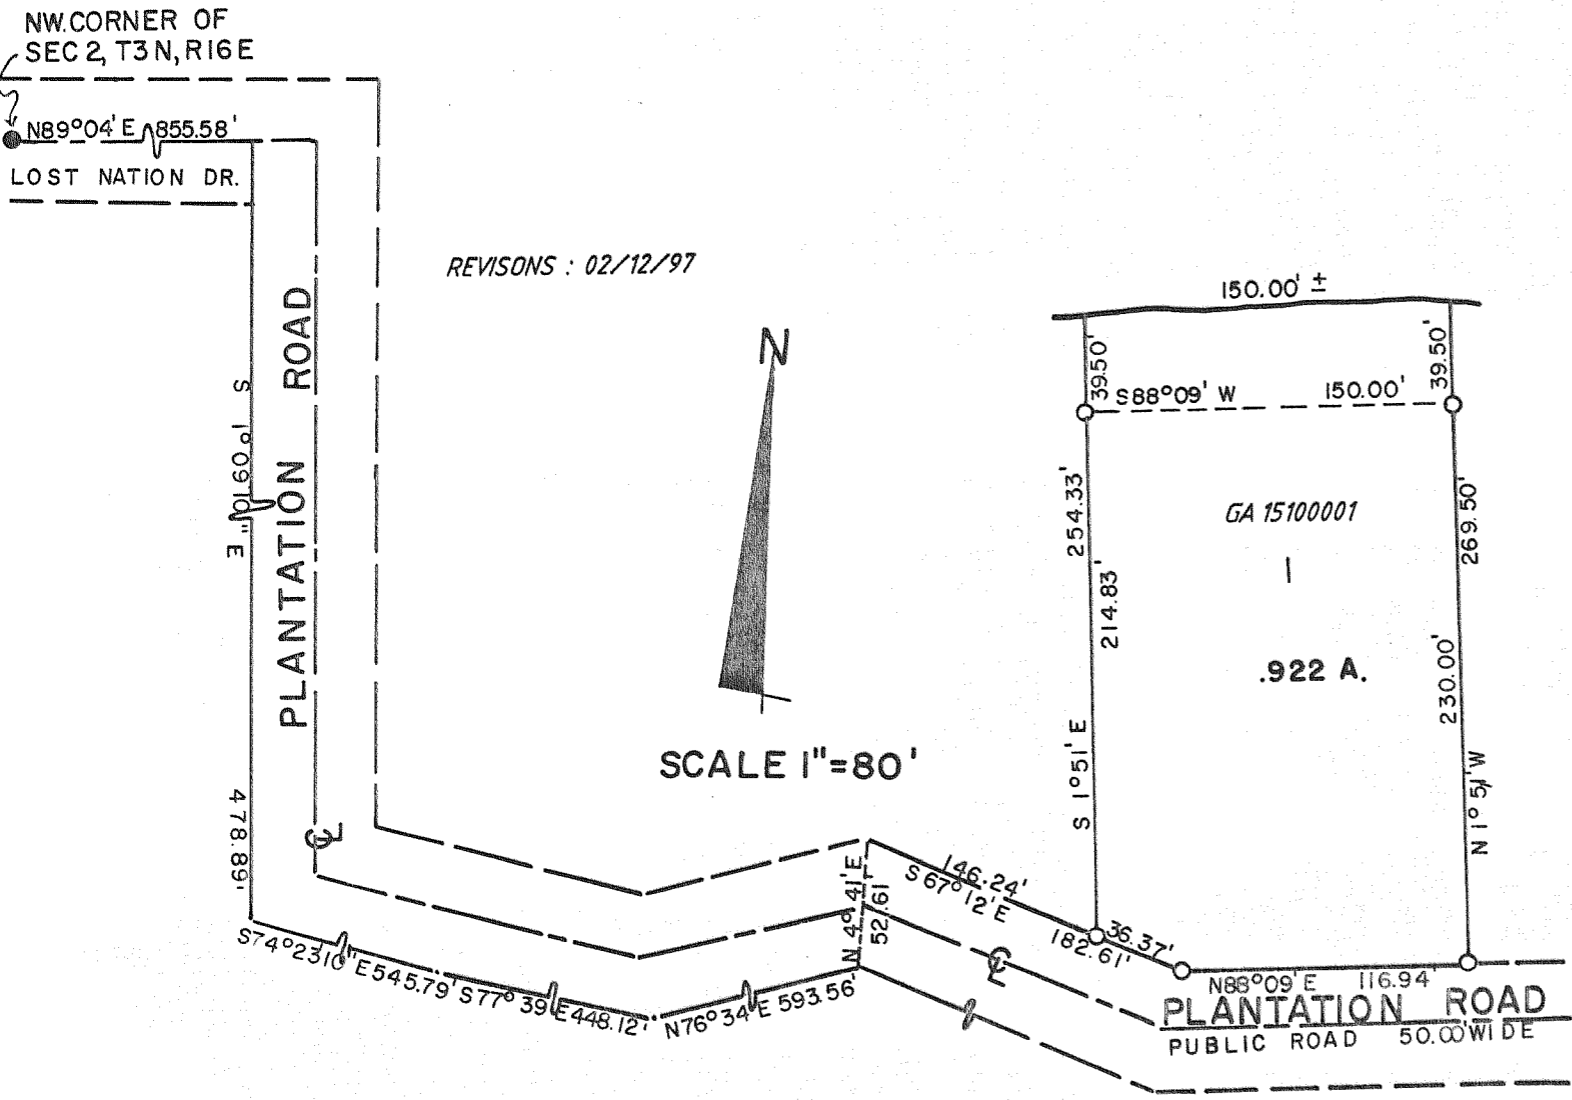 NW.CORNER OF
SEC 2, T3N, R16E
N89°04'E 855.58'
LOST NATION DR.
REVISONS : 02/12/97
150.00' ±
39.50'
39.50'
S88°09' W 150.00'
N
PLANTATION ROAD
S 1°09'10" E
478.89'
254.33'
214.83'
S 1°51' E
GA 15100001
1
.922 A.
269.50'
230.00'
N 1°51' W
SCALE 1"=80'
CL
S74°23'10"E 545.79'
S77°39'E 448.12'
N76°34'E 593.56'
N 4°41'E
52.61'
146.24'
S 67°12'E
36.37'
182.61'
CL
N88°09'E 116.94'
PLANTATION ROAD
PUBLIC ROAD 50.00'WIDE